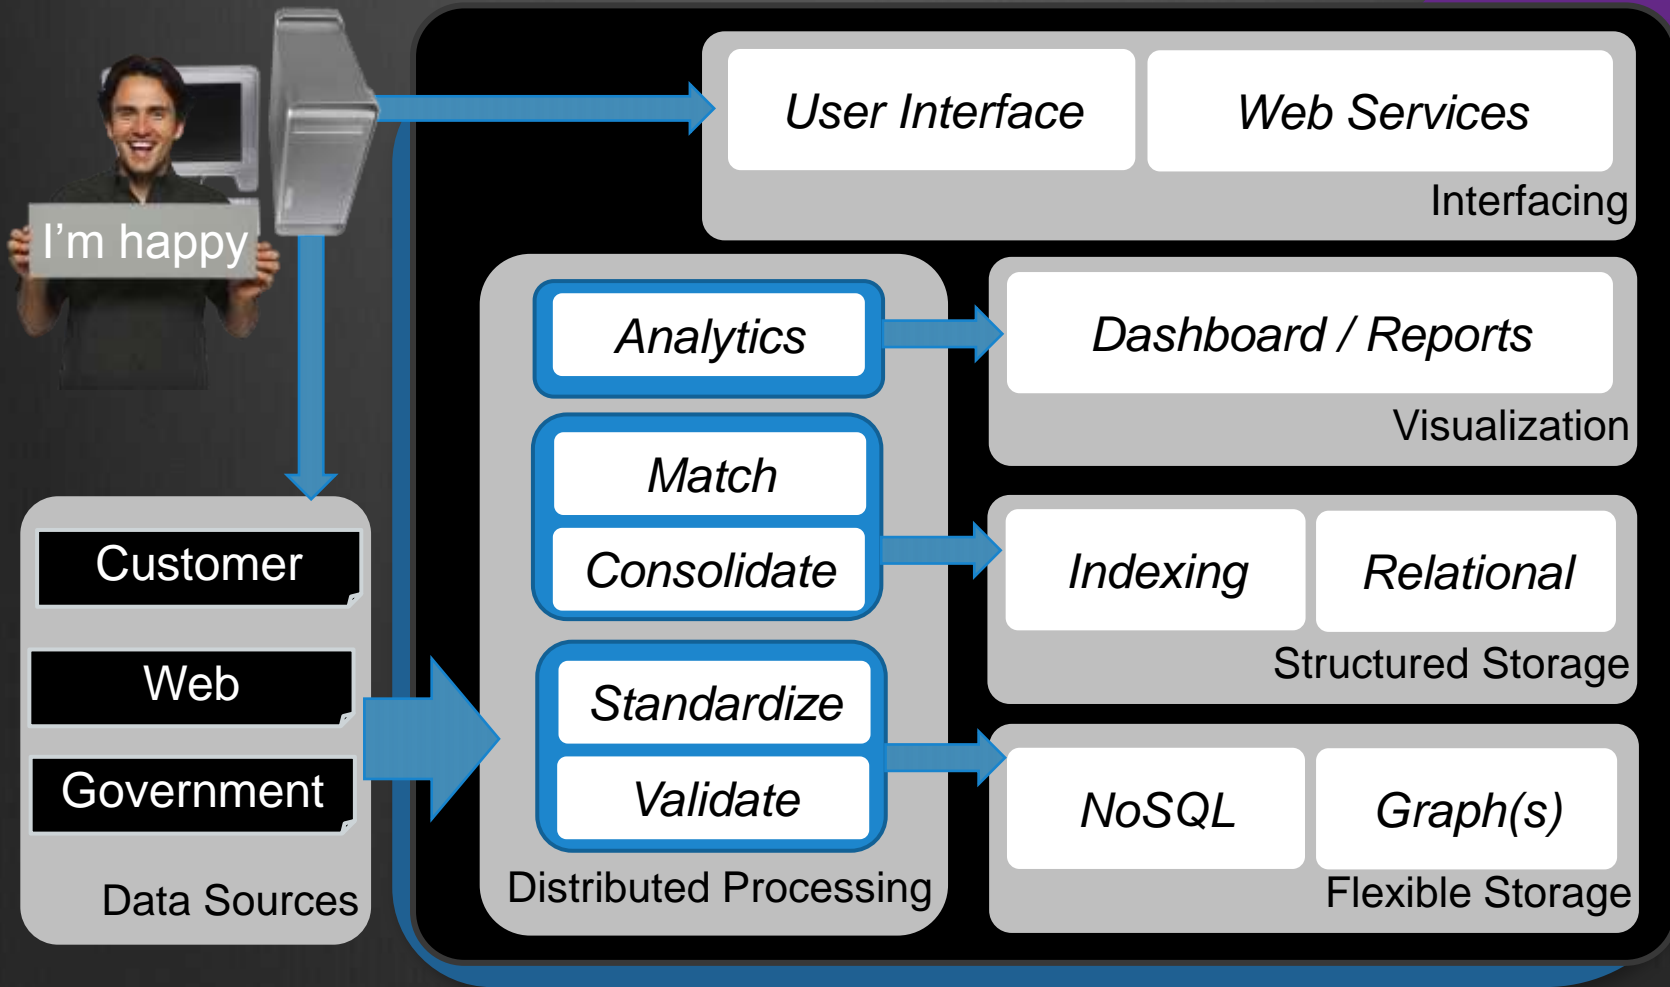 I'm happy
User Interface
Web Services
Interfacing
Analytics
Dashboard / Reports
Visualization
Match
Consolidate
Indexing
Relational
Structured Storage
Customer
Web
Government
Data Sources
Standardize
Validate
Distributed Processing
NoSQL
Graph(s)
Flexible Storage